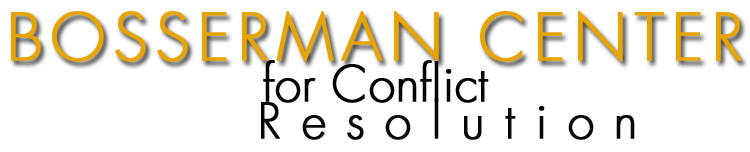 BOSSERMAN CENTER
for Conflict
Resolution